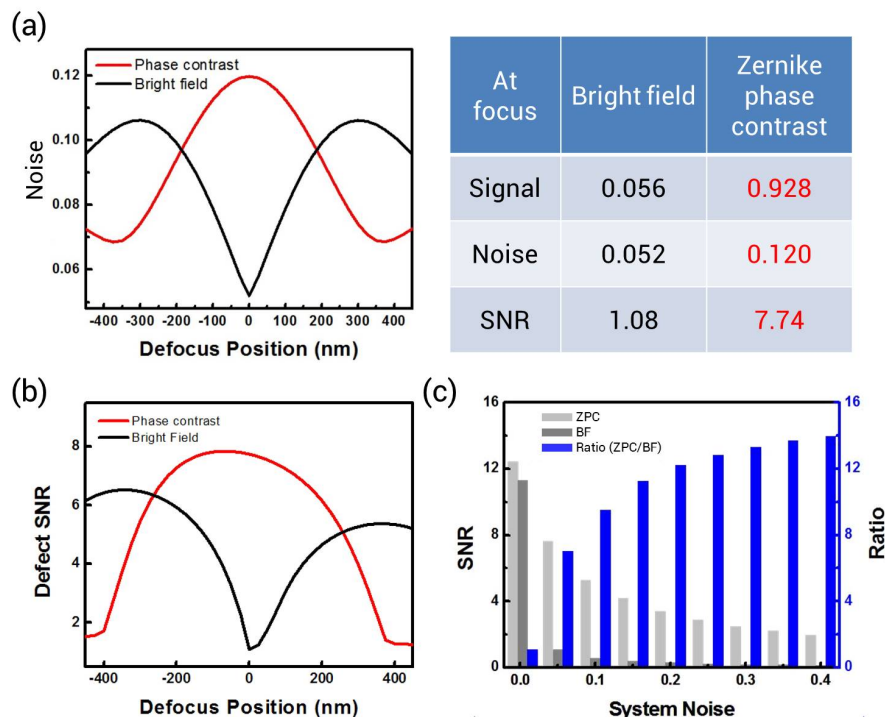 (a)
Phase contrast
Bright field
0.12
0.10
0.08
0.06
Noise
-400 -300 -200 -100 0 100 200 300 400
Defocus Position (nm)
At focus
Bright field
Zernike phase contrast
Signal 0.056 0.928
Noise 0.052 0.120
SNR 1.08 7.74
(b)
Phase contrast
Bright Field
8
6
4
2
Defect SNR
-400 -200 0 200 400
Defocus Position (nm)
(c)
ZPC
BF
Ratio (ZPC/BF)
16 16
12 12
8 8
4 4
0 0
SNR
Ratio
0.0 0.1 0.2 0.3 0.4
System Noise